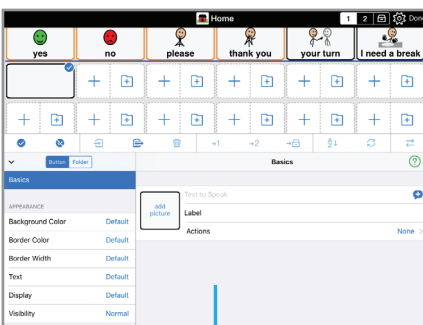 Home 1 2 Done
yes no please thank you your turn I need a break
→1 →2
Button Folder Basics ?
Basics
Text to Speak
add picture
Label
APPEARANCE
Actions None >
Background Color Default
Border Color Default
Border Width Default
Text Default
Display Default
Visibility Normal